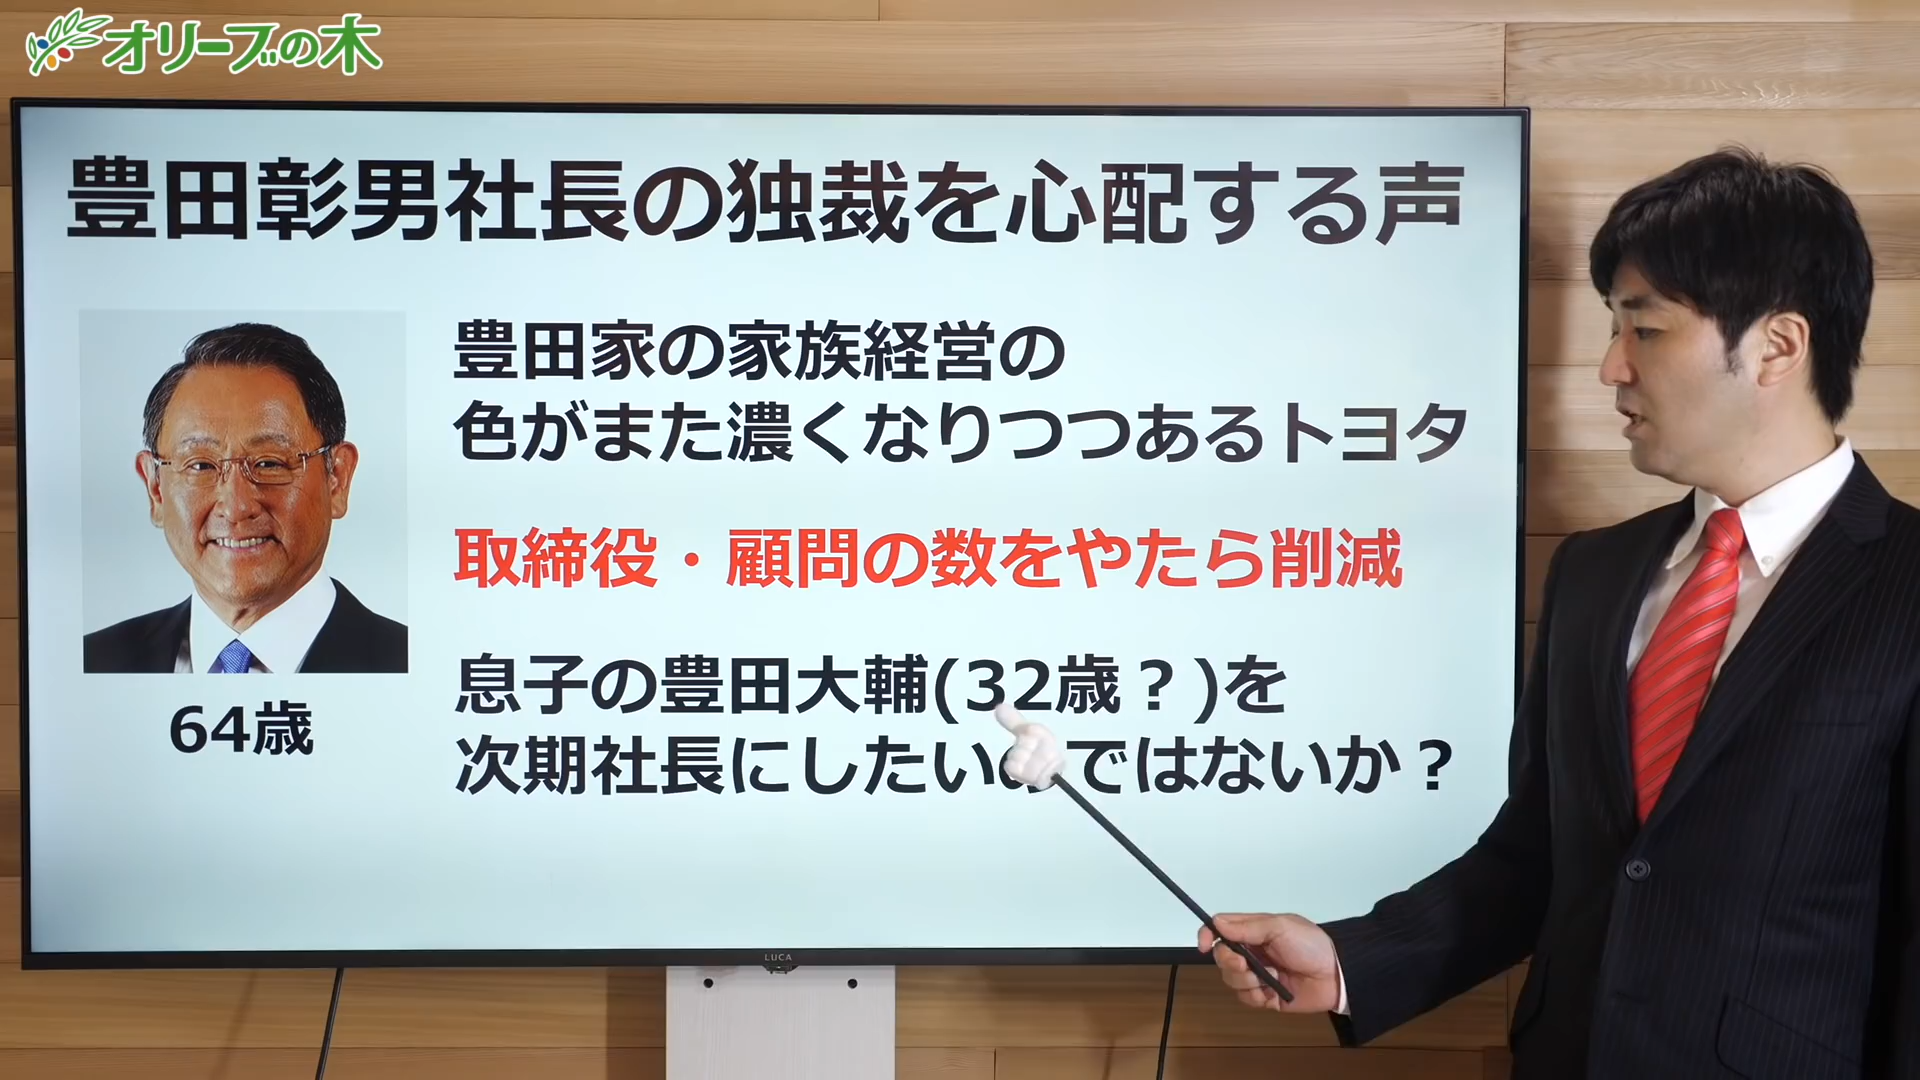 オリーブの木
豊田彰男社長の独裁を心配する声
豊田家の家族経営の
色がまた濃くなりつつあるトヨタ
取締役・顧問の数をやたら削減
息子の豊田大輔(32歳？)を
次期社長にしたいのではないか？
64歳
LUCA